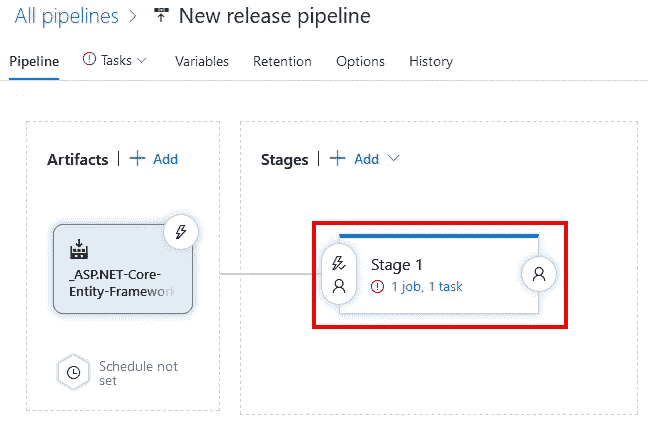 All pipelines > New release pipeline
Pipeline Tasks Variables Retention Options History
Artifacts | + Add
Stages | + Add
_ASP.NET-Core-
Entity-Framework
Stage 1
1 job, 1 task
Schedule not
set